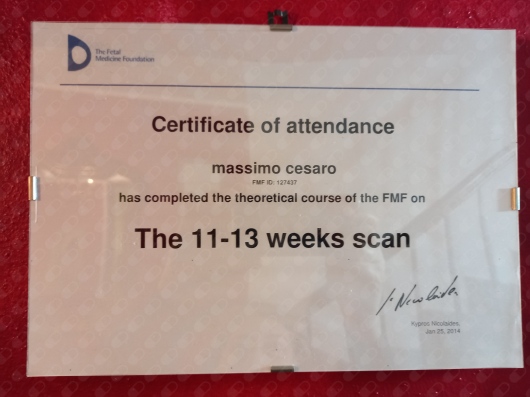 The Fetal
Medicine Foundation
Certificate of attendance
massimo cesaro
FMF ID: 127437
has completed the theoretical course of the FMF on
The 11-13 weeks scan
Kypros Nicolaides,
Jan 25, 2014